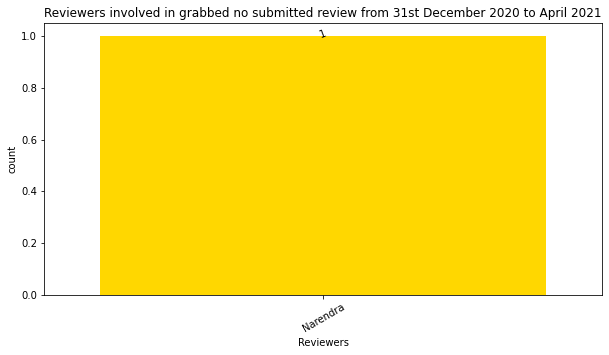 Reviewers involved in grabbed no submitted review from 31st December 2020 to April 2021
1
1.0
0.8
0.6
0.4
0.2
0.0
count
Narendra
Reviewers